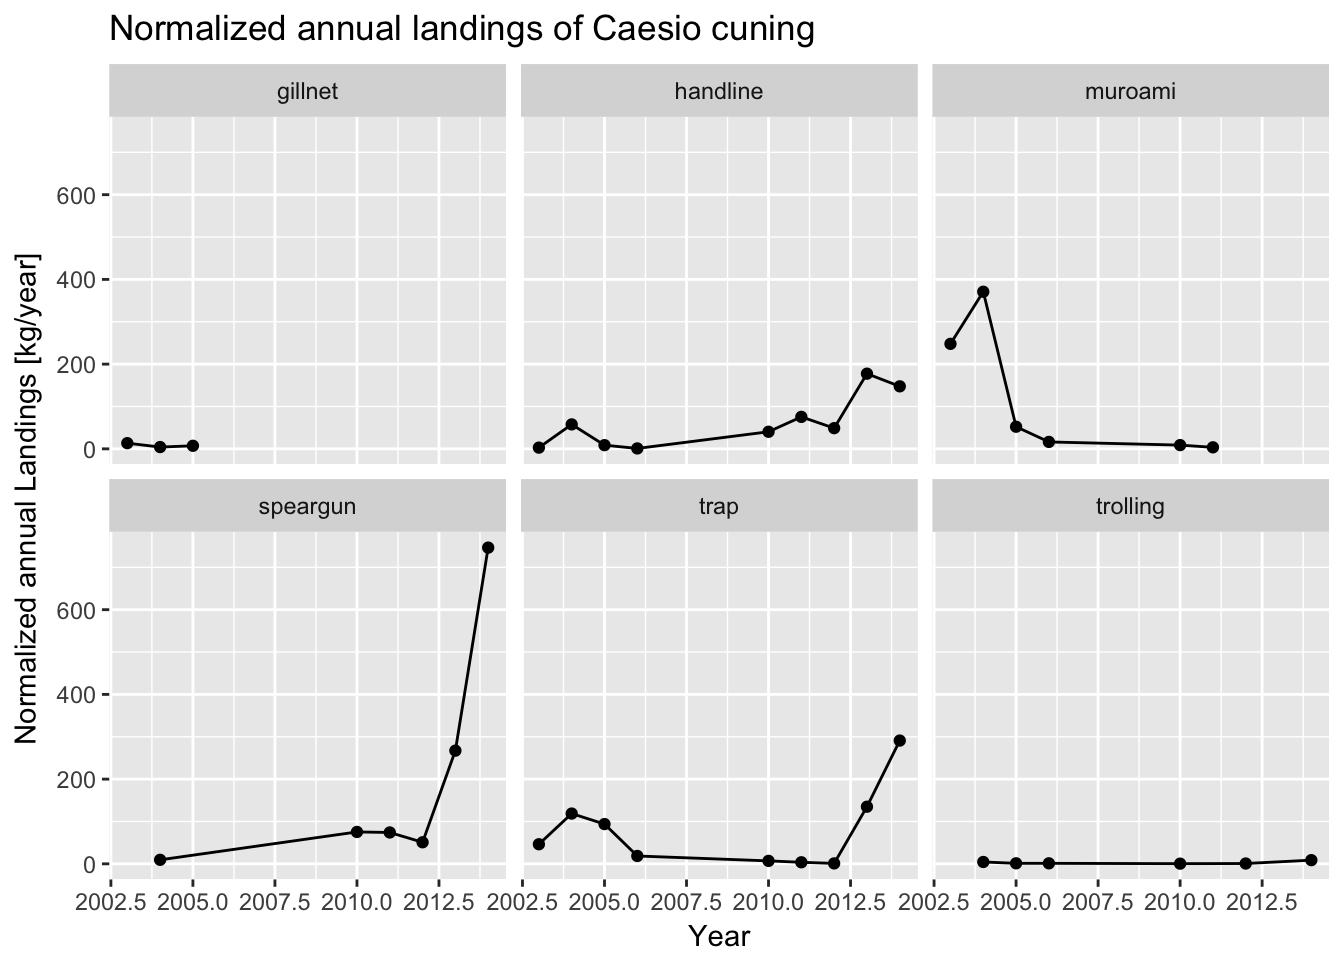 Normalized annual landings of Caesio cuning
gillnet
handline
muroami
600
400
200
0
speargun
trap
trolling
600
400
200
0
Normalized annual Landings [kg/year]
2002.5 2005.0 2007.5 2010.0 2012.5 2002.5 2005.0 2007.5 2010.0 2012.5 2002.5 2005.0 2007.5 2010.0 2012.5
Year